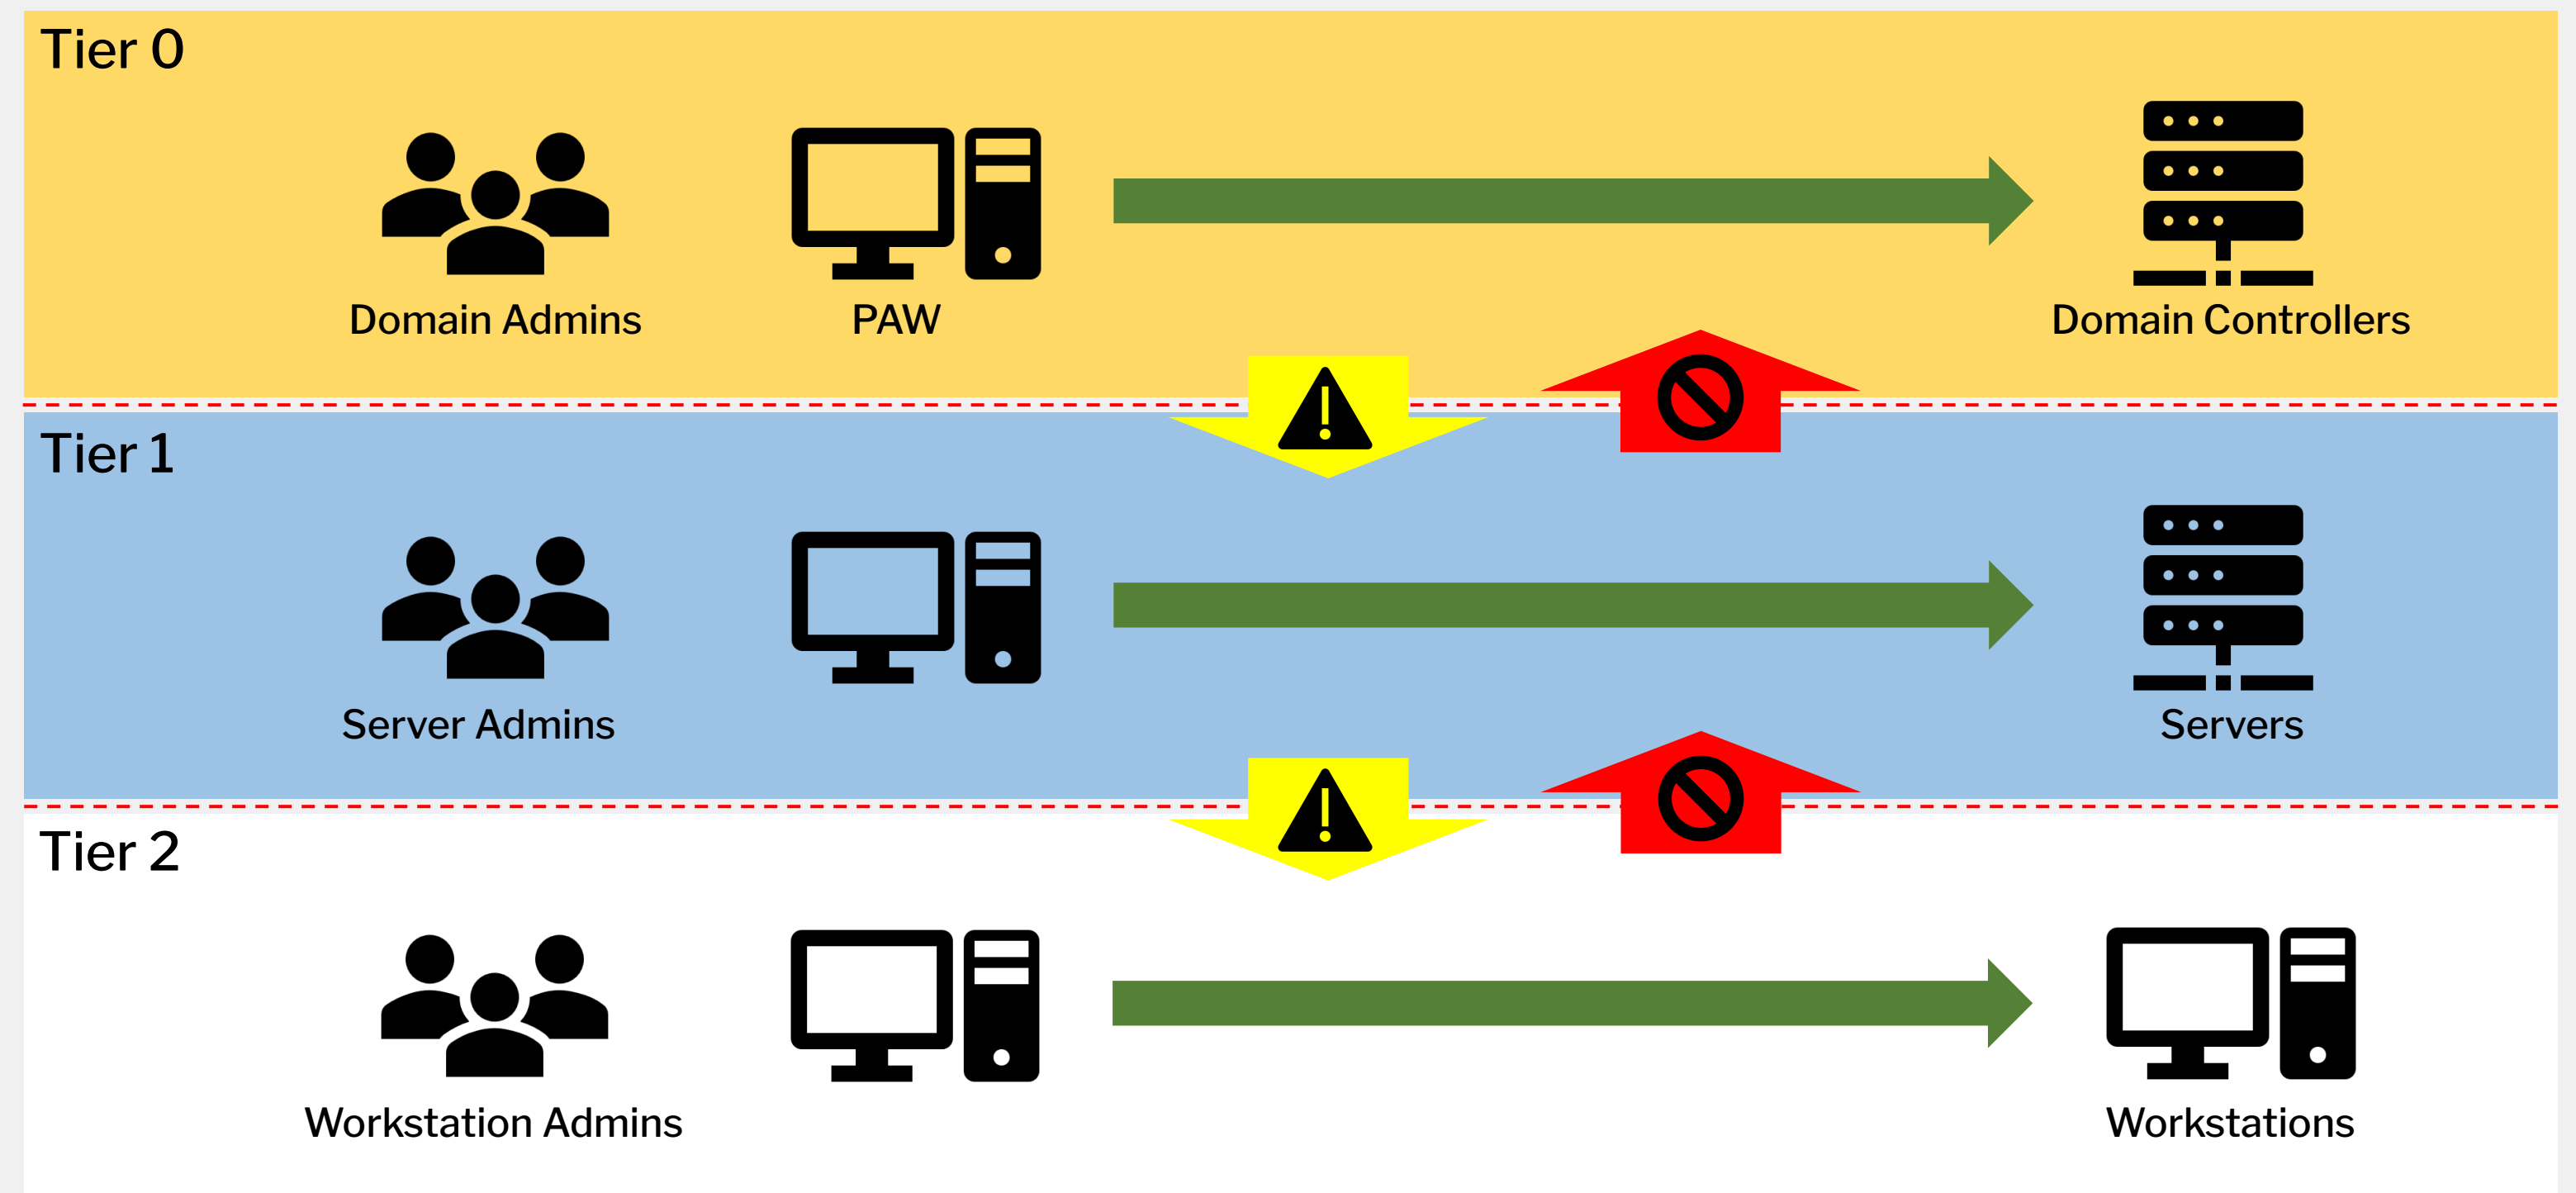 Tier 0
Domain Admins
PAW
Domain Controllers
Tier 1
Server Admins
Servers
Tier 2
Workstation Admins
Workstations